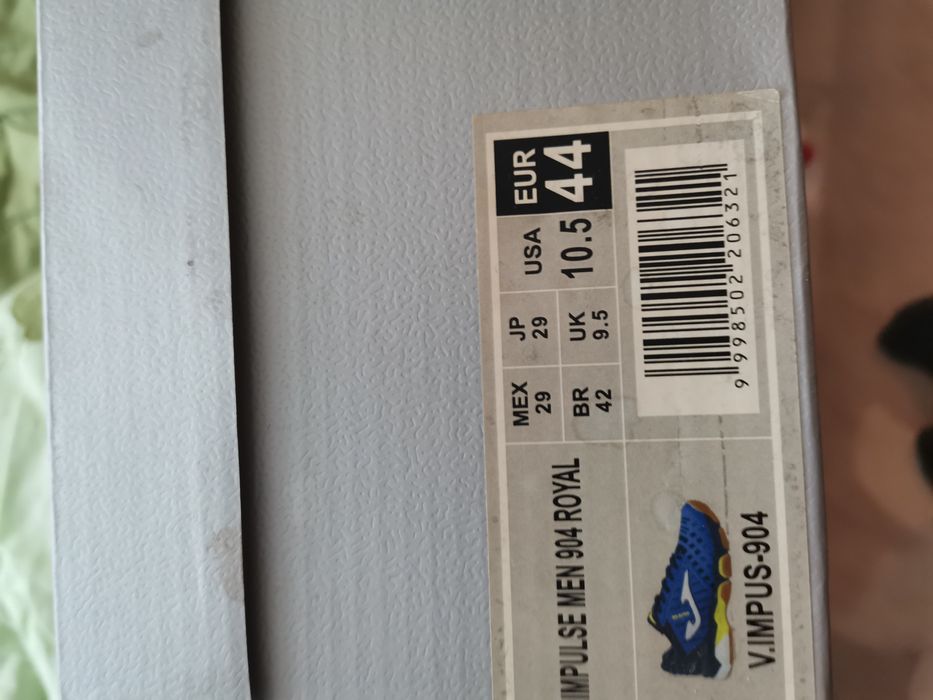 IMPULSE MEN 904 ROYAL
V.IMPUS-904
MEX
29
JP
29
BR
42
UK
9.5
USA
10.5
EUR
44
9 998502 206321